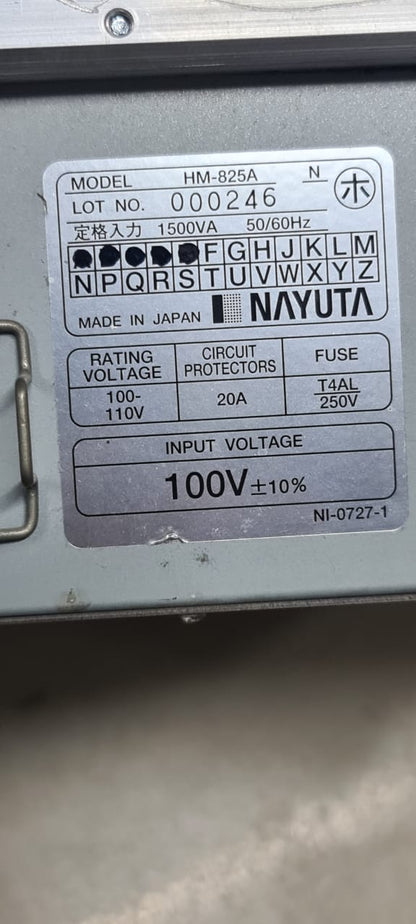 MODEL HM-825A N ホ
LOT NO. 000246
定格入力 1500VA 50/60Hz
F G H J K L M
N P Q R S T U V W X Y Z
MADE IN JAPAN NAYUTA
RATING VOLTAGE CIRCUIT PROTECTORS FUSE
100-110V 20A T4AL 250V
INPUT VOLTAGE
100V±10%
NI-0727-1